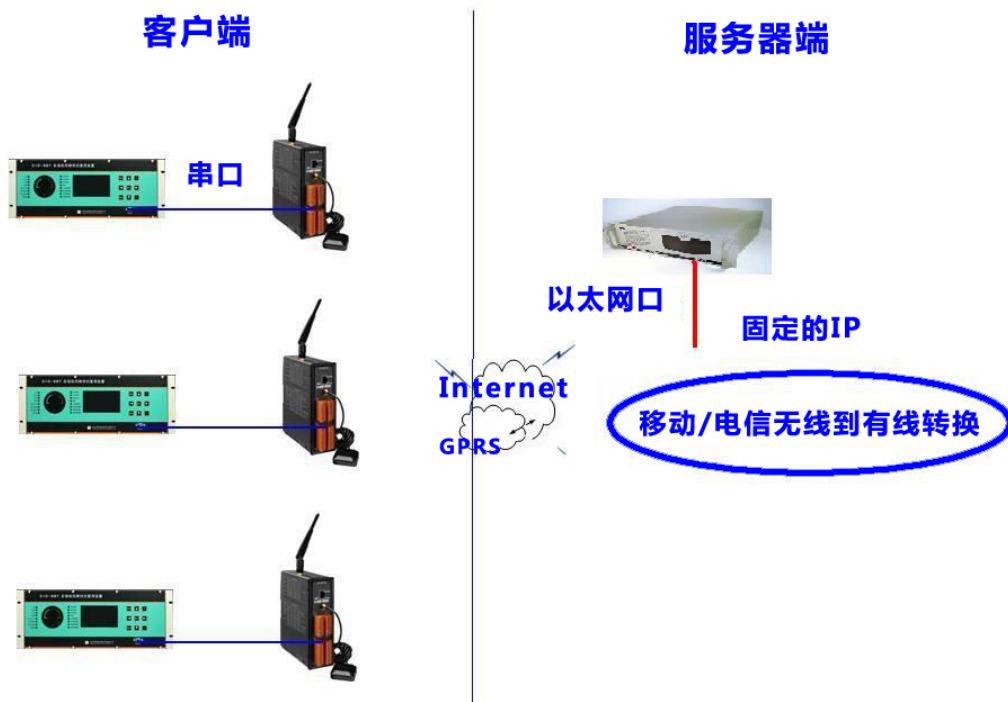 客户端
服务器端
串口
以太网口
固定的IP
Internet
GPRS
移动/电信无线到有线转换